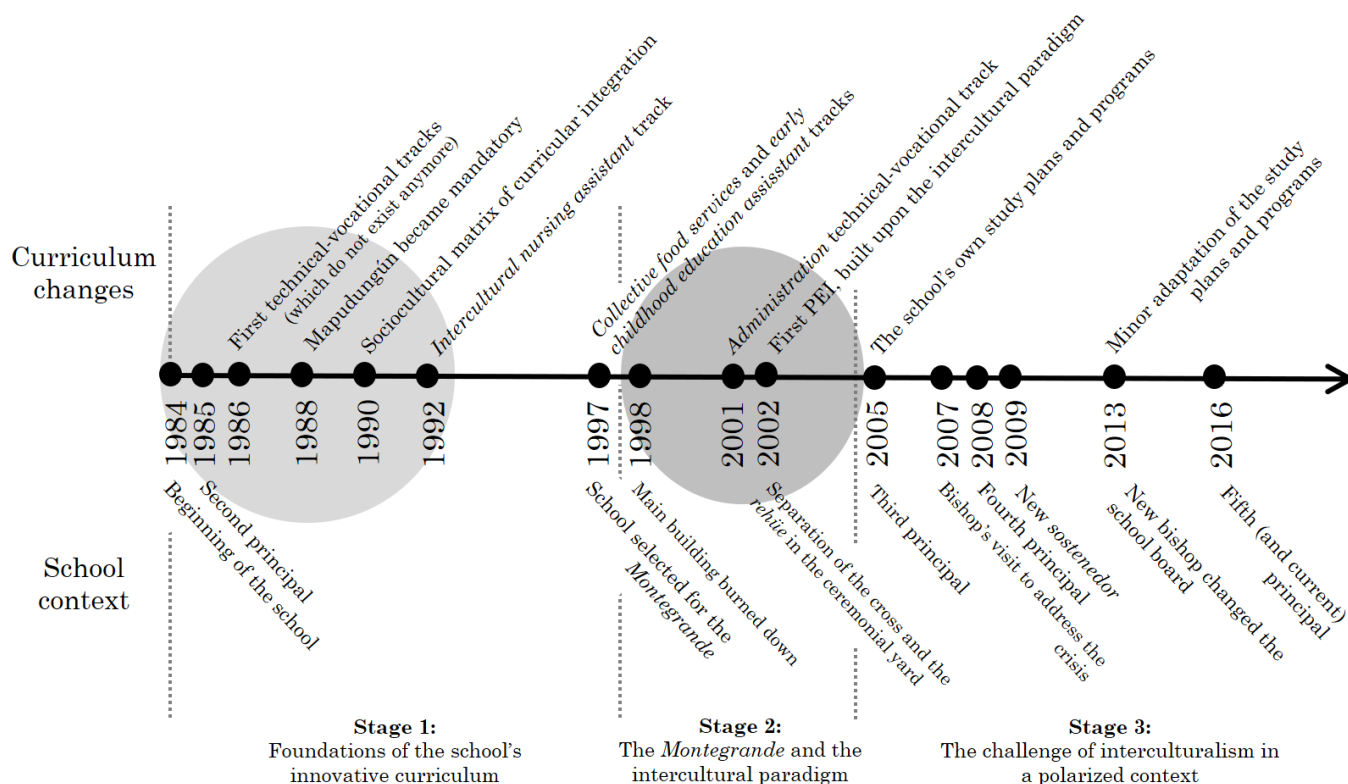 Curriculum
changes
First technical-vocational tracks
(which do not exist anymore)
Mapudungün became mandatory
Sociocultural matrix of curricular integration
Intercultural nursing assistant track
Collective food services and early
childhood education assisstant tracks
Administration technical-vocational track
First PEI, built upon the intercultural paradigm
The school's own study plans and programs
Minor adaptation of the study
plans and programs
1984
1985
1986
1988
1990
1992
1997
1998
2001
2002
2005
2007
2008
2009
2013
2016
School
context
Beginning of the school
Second principal
School selected for the
Montegrande
Main building burned down
Separation of the cross and the
rehüe in the ceremonial yard
Third principal
Bishop's visit to address the
crisis
Fourth principal
New sostenedor
New bishop changed the
school board
Fifth (and current)
principal
Stage 1:
Foundations of the school's
innovative curriculum
Stage 2:
The Montegrande and the
intercultural paradigm
Stage 3:
The challenge of interculturalism in
a polarized context